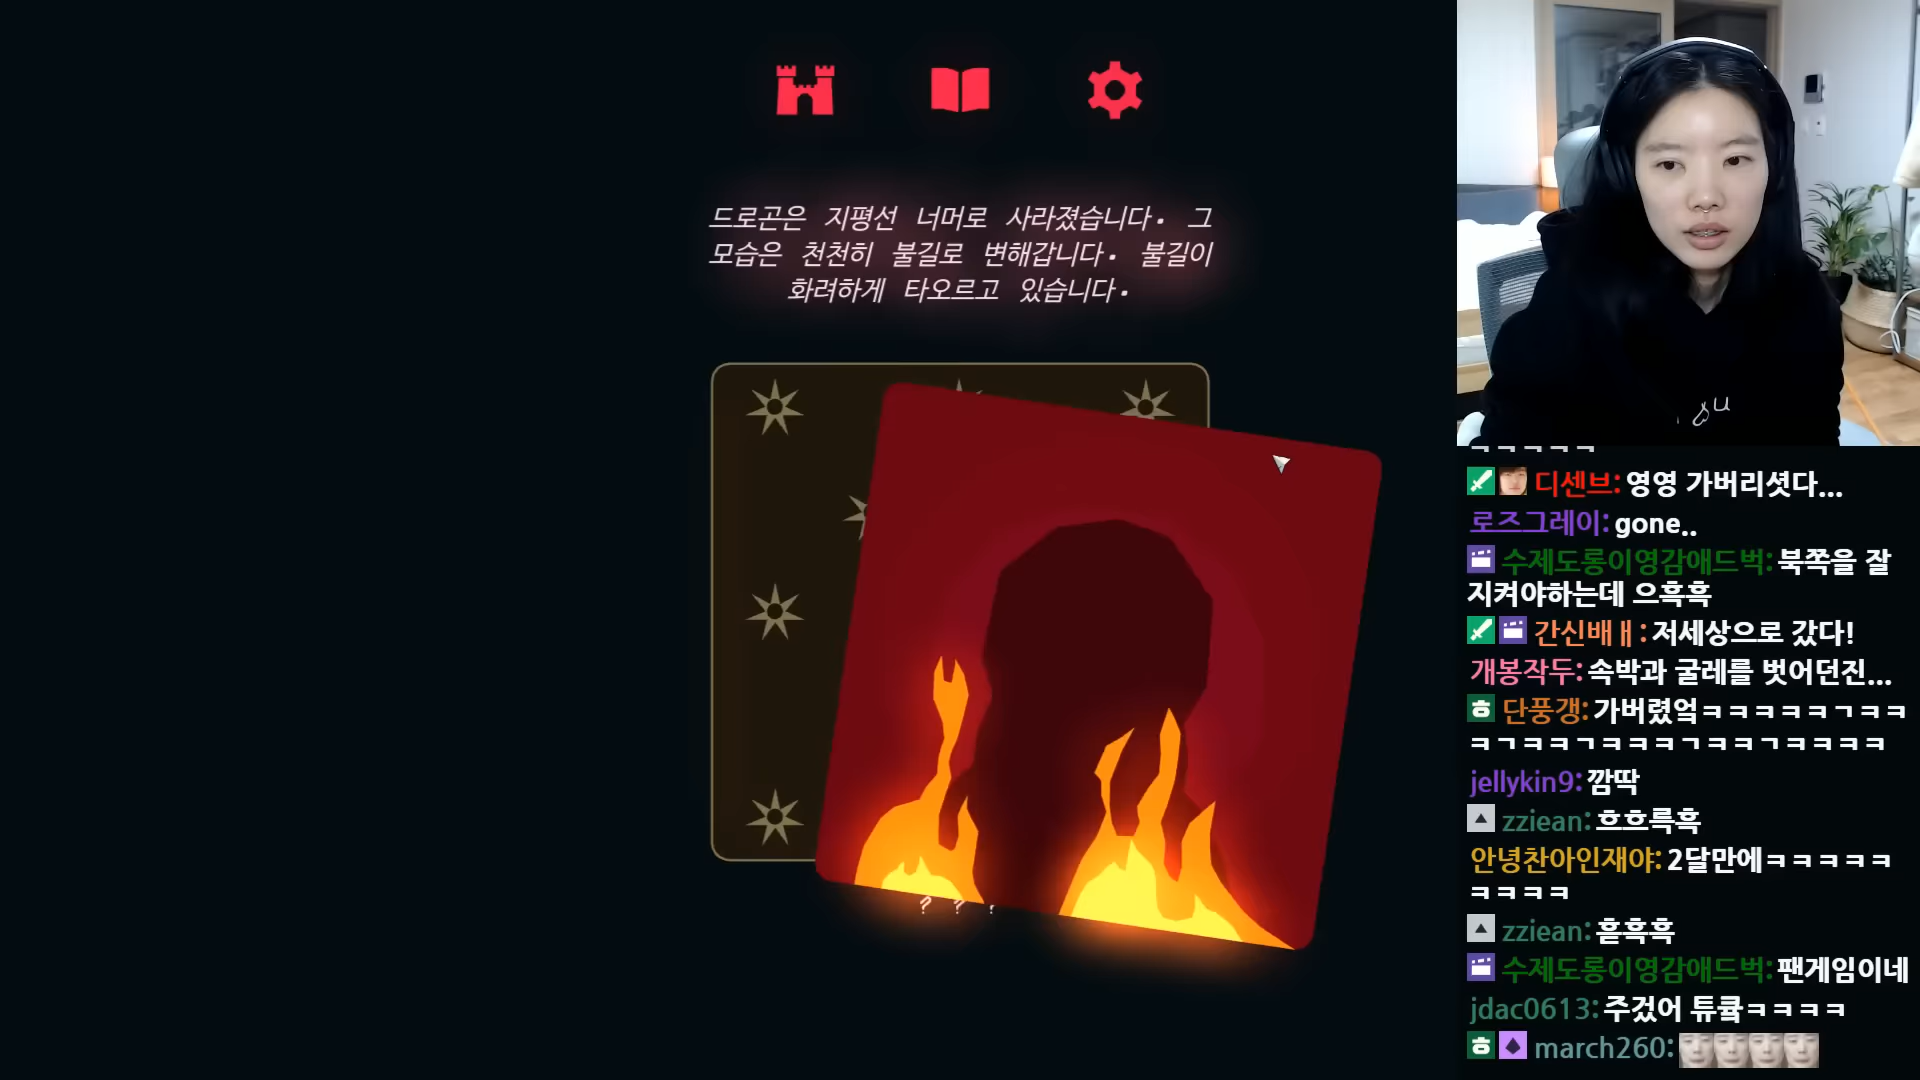 드로곤은 지평선 너머로 사라졌습니다. 그
모습은 천천히 불길로 변해갑니다. 불길이
화려하게 타오르고 있습니다.
? ? ?
디센브: 영영 가버리셧다...
로즈그레이: gone..
수제도롱이영감애드벅: 북쪽을 잘
지켜야하는데 으흑흑
간신배ㅐ: 저세상으로 갔다!
개봉작두: 속박과 굴레를 벗어던진...
단풍갱: 가버렸엌ㅋㅋㅋㅋㅋㄱㅋㅋ
ㅋㄱㅋㅋㄱㅋㅋㅋㄱㅋㅋㄱㅋㅋㅋㅋ
jellykin9: 깜딱
zziean: 흐흐륵흑
안녕찬아인재야: 2달만에ㅋㅋㅋㅋㅋ
ㅋㅋㅋㅋ
zziean: 흗흑흑
수제도롱이영감애드벅: 팬게임이네
jdac0613: 주겄어 튜큨ㅋㅋㅋㅋ
march260: